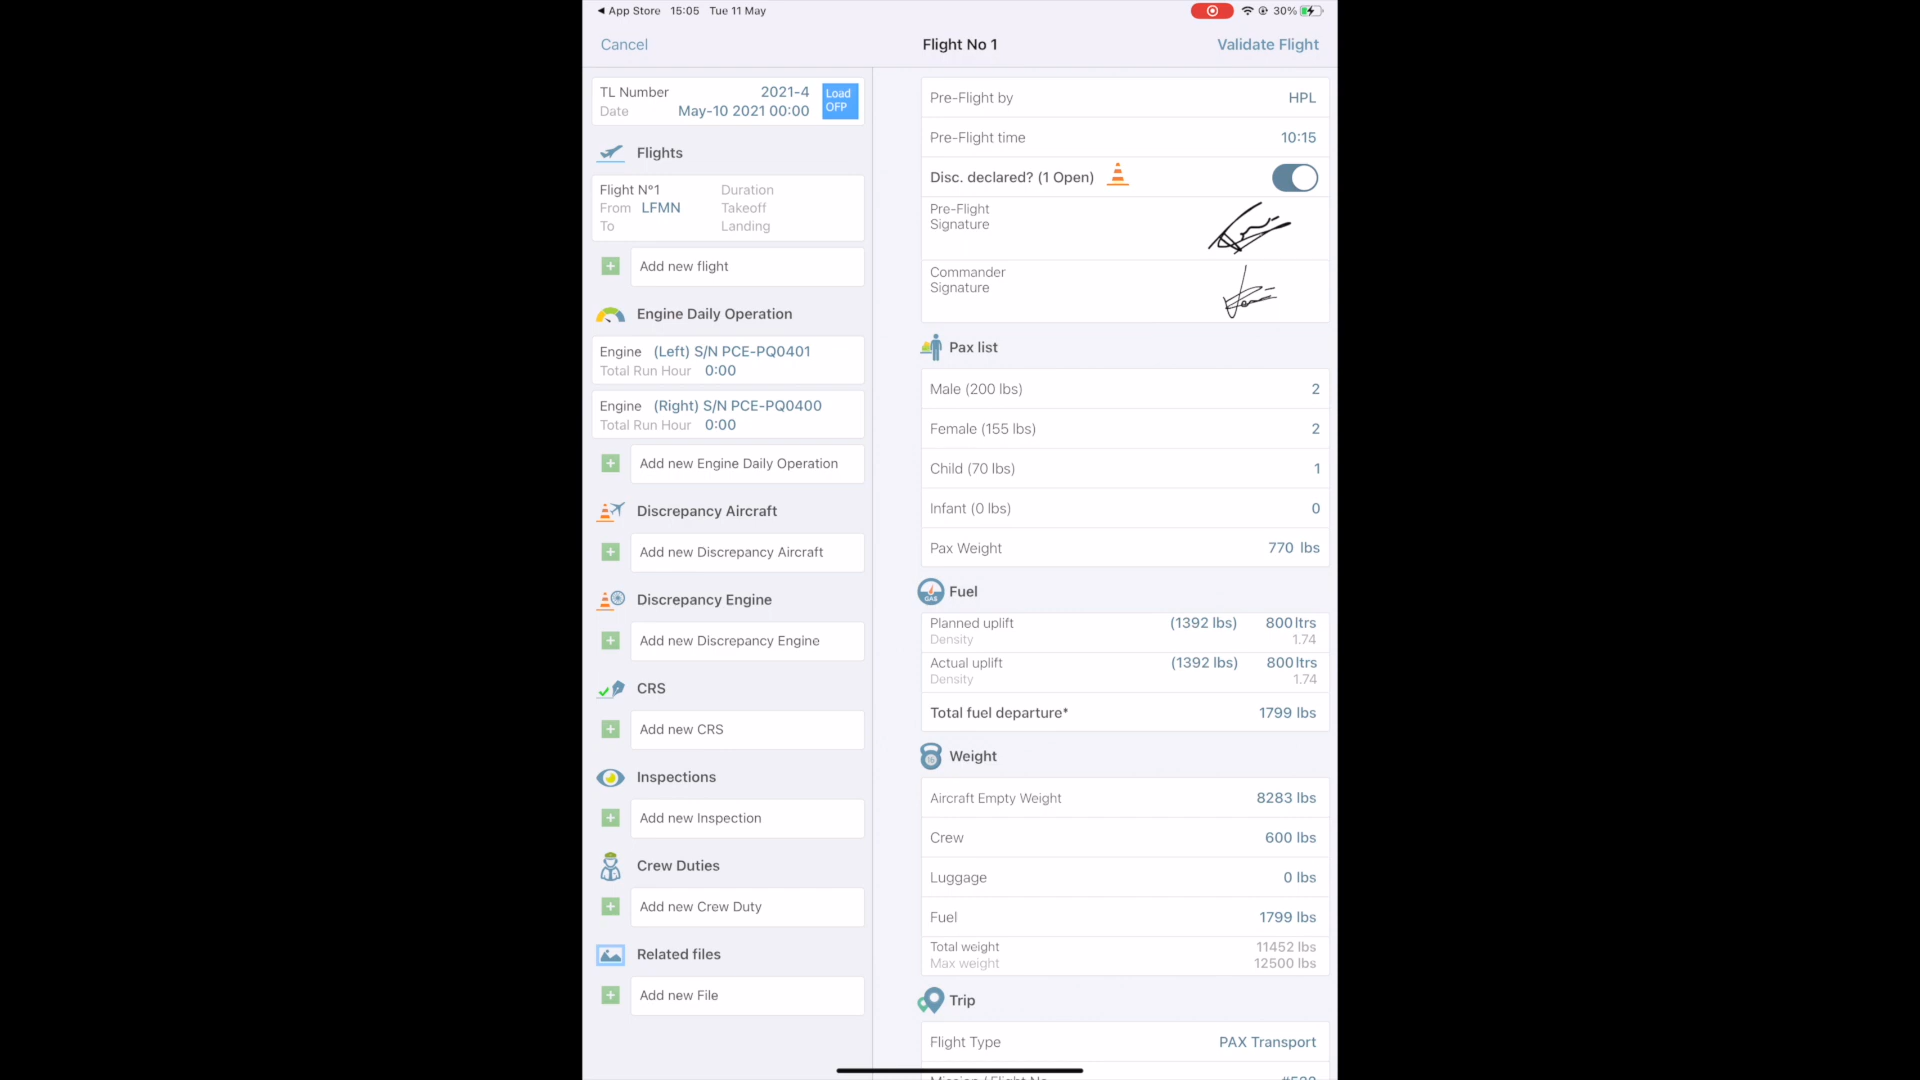 App Store 15:05 Tue 11 May
30%
Cancel
Flight No 1
Validate Flight
TL Number 2021-4
Date May-10 2021 00:00
Load
OFP
Flights
Flight N°1 Duration
From LFMN Takeoff
To Landing
Add new flight
Engine Daily Operation
Engine (Left) S/N PCE-PQ0401
Total Run Hour 0:00
Engine (Right) S/N PCE-PQ0400
Total Run Hour 0:00
Add new Engine Daily Operation
Discrepancy Aircraft
Add new Discrepancy Aircraft
Discrepancy Engine
Add new Discrepancy Engine
CRS
Add new CRS
Inspections
Add new Inspection
Crew Duties
Add new Crew Duty
Related files
Add new File
Pre-Flight by HPL
Pre-Flight time 10:15
Disc. declared? (1 Open)
Pre-Flight
Signature
Commander
Signature
Pax list
Male (200 lbs) 2
Female (155 lbs) 2
Child (70 lbs) 1
Infant (0 lbs) 0
Pax Weight 770 lbs
GAS
Fuel
Planned uplift (1392 lbs) 800 ltrs
Density 1.74
Actual uplift (1392 lbs) 800 ltrs
Density 1.74
Total fuel departure* 1799 lbs
Weight
Aircraft Empty Weight 8283 lbs
Crew 600 lbs
Luggage 0 lbs
Fuel 1799 lbs
Total weight 11452 lbs
Max weight 12500 lbs
Trip
Flight Type PAX Transport